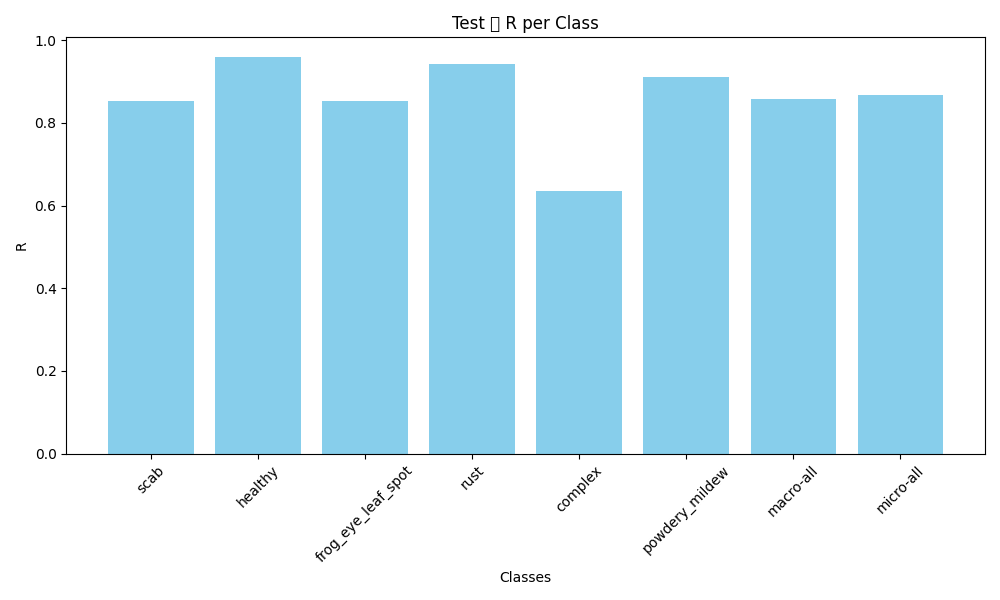 Test R per Class
1.0
0.8
0.6
0.4
0.2
0.0
R
scab
healthy
frog_eye_leaf_spot
rust
complex
powdery_mildew
macro-all
micro-all
Classes